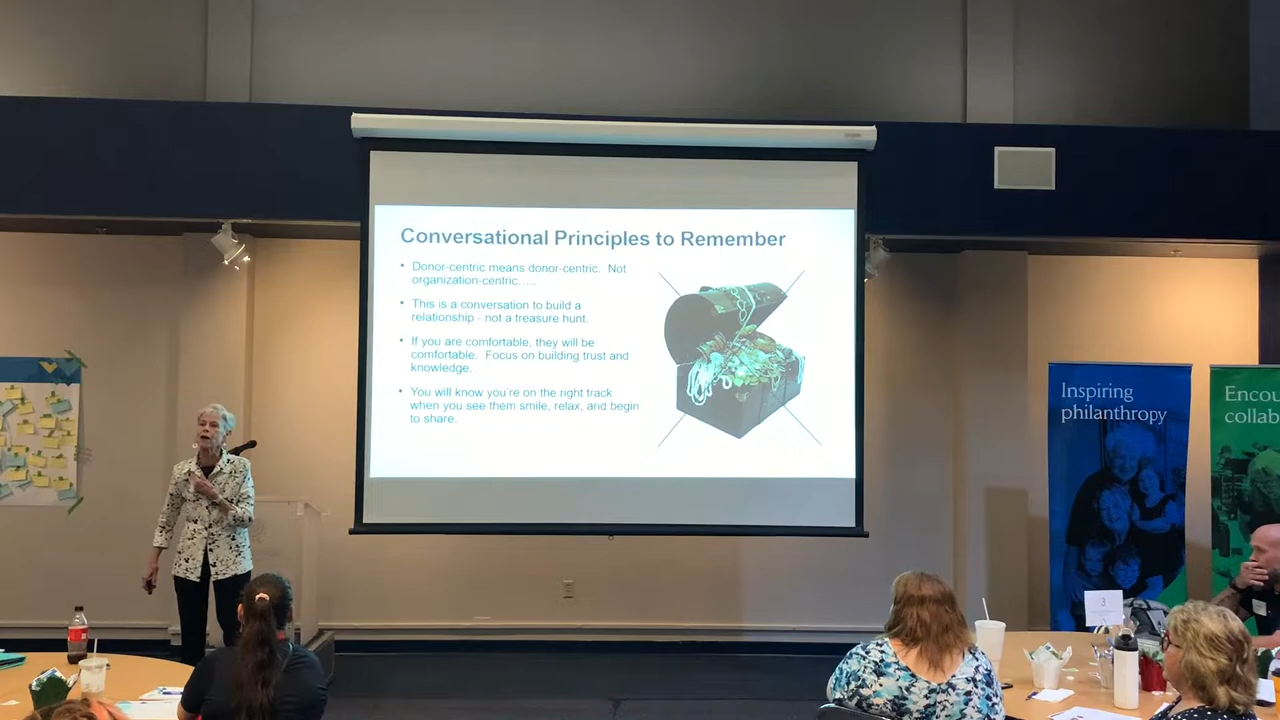 Conversational Principles to Remember
• Donor-centric means donor-centric. Not
organization-centric.....
• This is a conversation to build a
relationship - not a treasure hunt.
• If you are comfortable, they will be
comfortable. Focus on building trust and
knowledge.
• You will know you're on the right track
when you see them smile, relax, and begin
to share.
Inspiring
philanthropy
Encou
collab
3